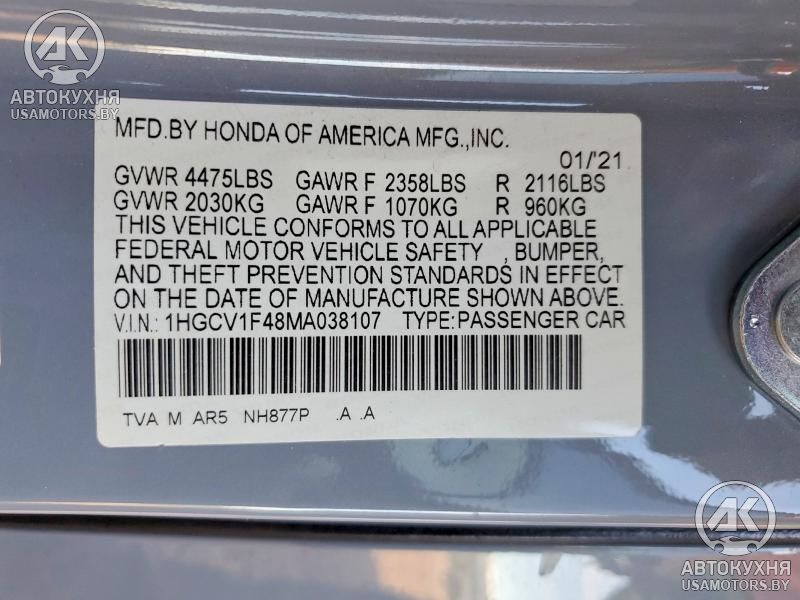 АК
АВТОКУХНЯ
USAMOTORS.BY
MFD.BY HONDA OF AMERICA MFG.,INC.
01/'21
GVWR 4475LBS GAWR F 2358LBS R 2116LBS
GVWR 2030KG GAWR F 1070KG R 960KG
THIS VEHICLE CONFORMS TO ALL APPLICABLE
FEDERAL MOTOR VEHICLE SAFETY , BUMPER,
AND THEFT PREVENTION STANDARDS IN EFFECT
ON THE DATE OF MANUFACTURE SHOWN ABOVE.
V.I.N.: 1HGCV1F48MA038107 TYPE:PASSENGER CAR
TVA M AR5 NH877P .A .A
АК
АВТОКУХНЯ
USAMOTORS.BY